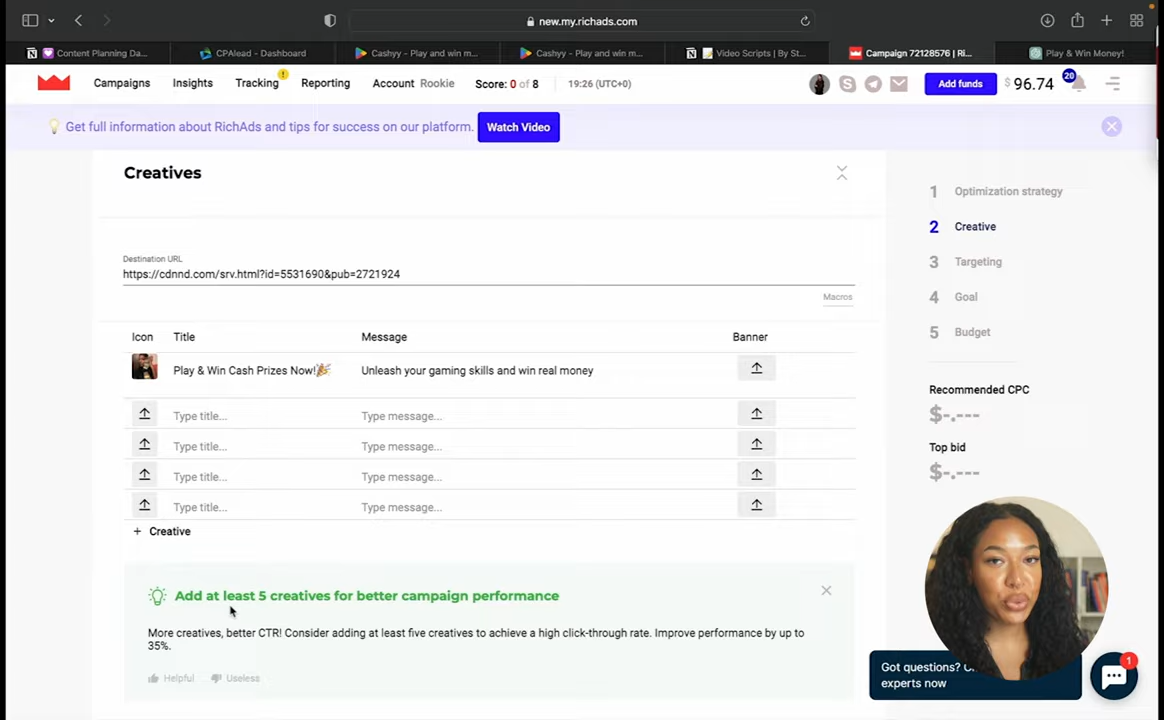 new.my.richads.com
Content Planning Da...
CPAlead - Dashboard
Cashyy - Play and win m...
Cashyy - Play and win m...
Video Scripts | By St...
Campaign 72128576 | Ri...
Play & Win Money!
Campaigns
Insights
Tracking
!
Reporting
Account Rookie
Score: 0 of 8
19:26 (UTC+0)
Add funds
$ 96.74
20
Get full information about RichAds and tips for success on our platform.
Watch Video
Creatives
1 Optimization strategy
2 Creative
3 Targeting
4 Goal
5 Budget
Destination URL
https://cdnnd.com/srv.html?id=5531690&pub=2721924
Macros
Icon Title Message Banner
Play & Win Cash Prizes Now!🎉 Unleash your gaming skills and win real money
Type title... Type message...
Type title... Type message...
Type title... Type message...
Type title... Type message...
+ Creative
Recommended CPC
$-.---
Top bid
$-.---
Add at least 5 creatives for better campaign performance
More creatives, better CTR! Consider adding at least five creatives to achieve a high click-through rate. Improve performance by up to
35%.
Helpful Useless
Got questions?
experts now
1